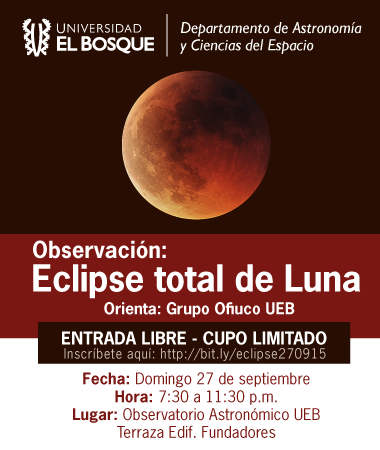 UNIVERSIDAD
EL BOSQUE
Departamento de Astronomía
y Ciencias del Espacio
Observación:
Eclipse total de Luna
Orienta: Grupo Ofiuco UEB
ENTRADA LIBRE - CUPO LIMITADO
Inscríbete aquí: http://bit.ly/eclipse270915
Fecha: Domingo 27 de septiembre
Hora: 7:30 a 11:30 p.m.
Lugar: Observatorio Astronómico UEB
Terraza Edif. Fundadores